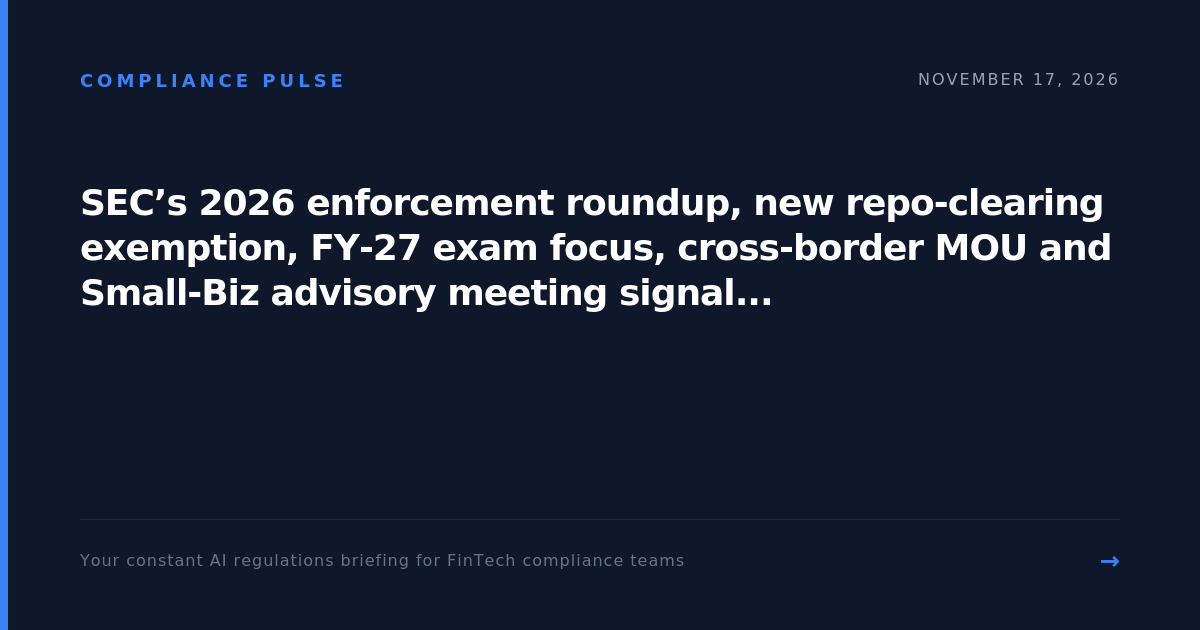 COMPLIANCE PULSE
NOVEMBER 17, 2026
SEC’s 2026 enforcement roundup, new repo-clearing
exemption, FY-27 exam focus, cross-border MOU and
Small-Biz advisory meeting signal...
Your constant AI regulations briefing for FinTech compliance teams
→